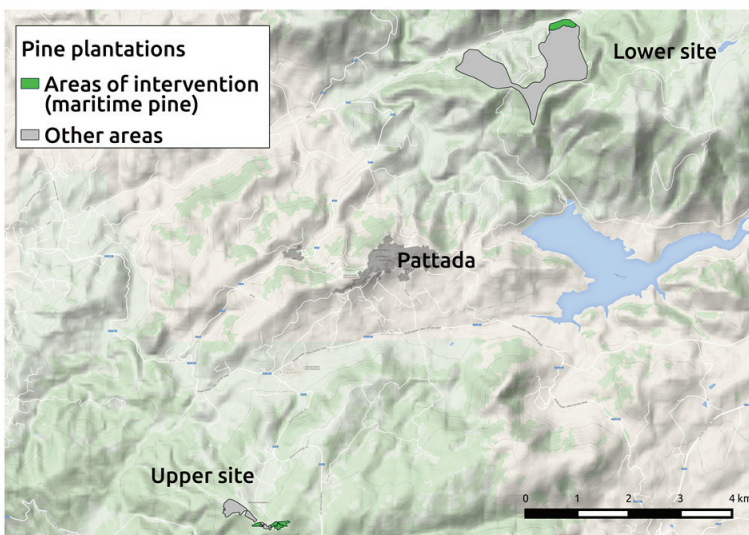 Pine plantations
Areas of intervention
(maritime pine)
Other areas
Lower site
Pattada
Upper site
0 1 2 3 4 km